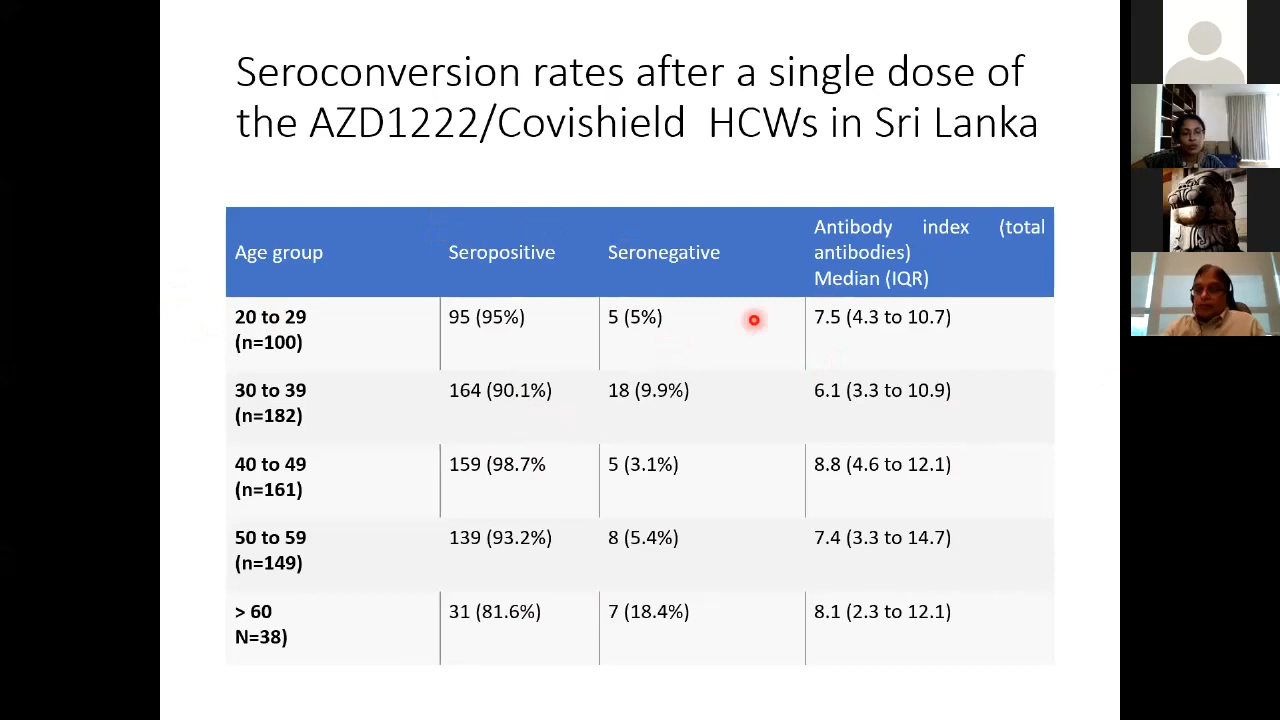 Seroconversion rates after a single dose of
the AZD1222/Covishield HCWs in Sri Lanka
Age group
Seropositive
Seronegative
Antibody index (total
antibodies)
Median (IQR)
20 to 29
(n=100)
95 (95%)
5 (5%)
7.5 (4.3 to 10.7)
30 to 39
(n=182)
164 (90.1%)
18 (9.9%)
6.1 (3.3 to 10.9)
40 to 49
(n=161)
159 (98.7%
5 (3.1%)
8.8 (4.6 to 12.1)
50 to 59
(n=149)
139 (93.2%)
8 (5.4%)
7.4 (3.3 to 14.7)
> 60
N=38)
31 (81.6%)
7 (18.4%)
8.1 (2.3 to 12.1)